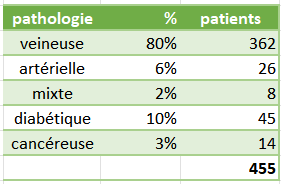 pathologie % patients
veineuse 80% 362
artérielle 6% 26
mixte 2% 8
diabétique 10% 45
cancéreuse 3% 14
455